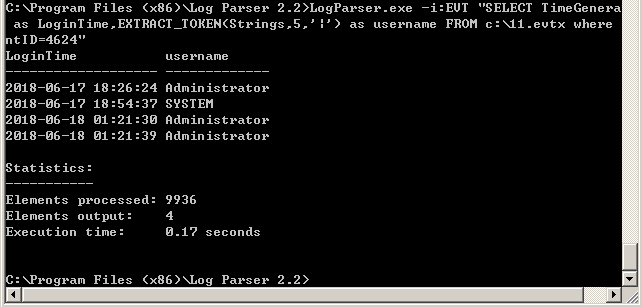 C:\Program Files (x86)\Log Parser 2.2>LogParser.exe -i:EVT "SELECT TimeGenera
 as LoginTime,EXTRACT_TOKEN(Strings,5,'|') as username FROM c:\11.evtx where
ntID=4624"
LoginTime           username
------------------- -------------
2018-06-17 18:26:24 Administrator
2018-06-17 18:54:37 SYSTEM
2018-06-18 01:21:30 Administrator
2018-06-18 01:21:39 Administrator
Statistics:
-----------
Elements processed: 9936
Elements output:    4
Execution time:     0.17 seconds
C:\Program Files (x86)\Log Parser 2.2>